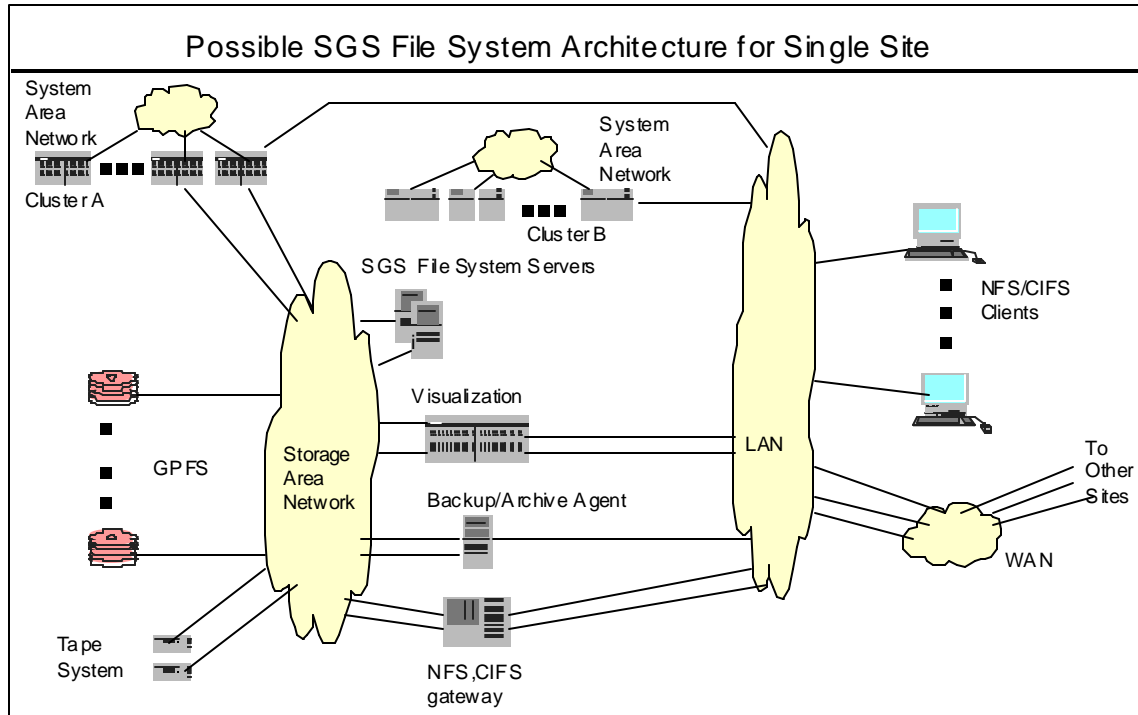 Possible SGS File System Architecture for Single Site
System
Area
Network
Cluster A
System
Area
Network
Cluster B
SGS File System Servers
NFS/CIFS
Clients
Visualization
GPFS
Storage
Area
Network
LAN
To
Other
Sites
Backup/Archive Agent
WAN
Tape
System
NFS,CIFS
gateway